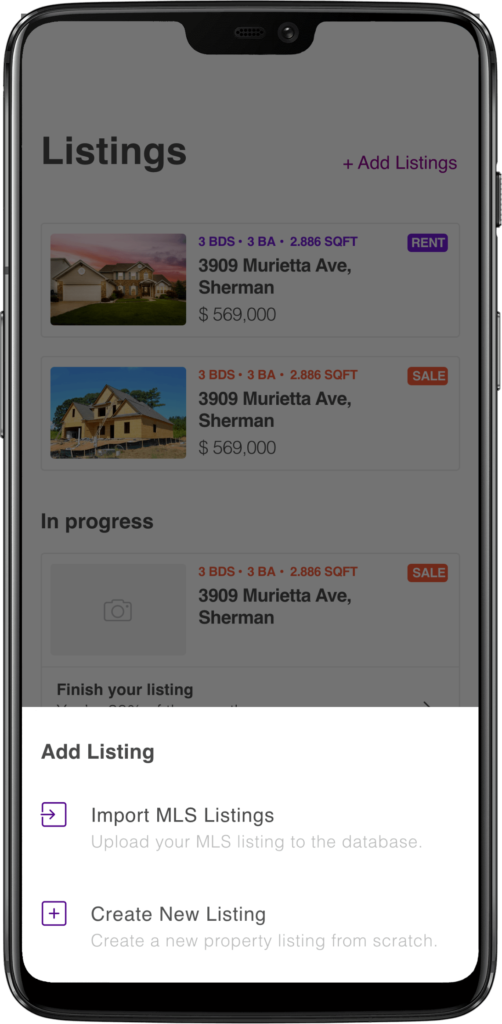 Listings
+ Add Listings
3 BDS • 3 BA • 2.886 SQFT
RENT
3909 Murietta Ave,
Sherman
$ 569,000
3 BDS • 3 BA • 2.886 SQFT
SALE
3909 Murietta Ave,
Sherman
$ 569,000
In progress
3 BDS • 3 BA • 2.886 SQFT
SALE
3909 Murietta Ave,
Sherman
Finish your listing
Add Listing
Import MLS Listings
Upload your MLS listing to the database.
Create New Listing
Create a new property listing from scratch.